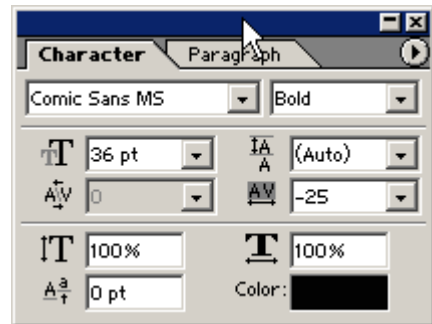 Character Paragraph
Comic Sans MS Bold
36 pt (Auto)
0 -25
100% 100%
0 pt Color: